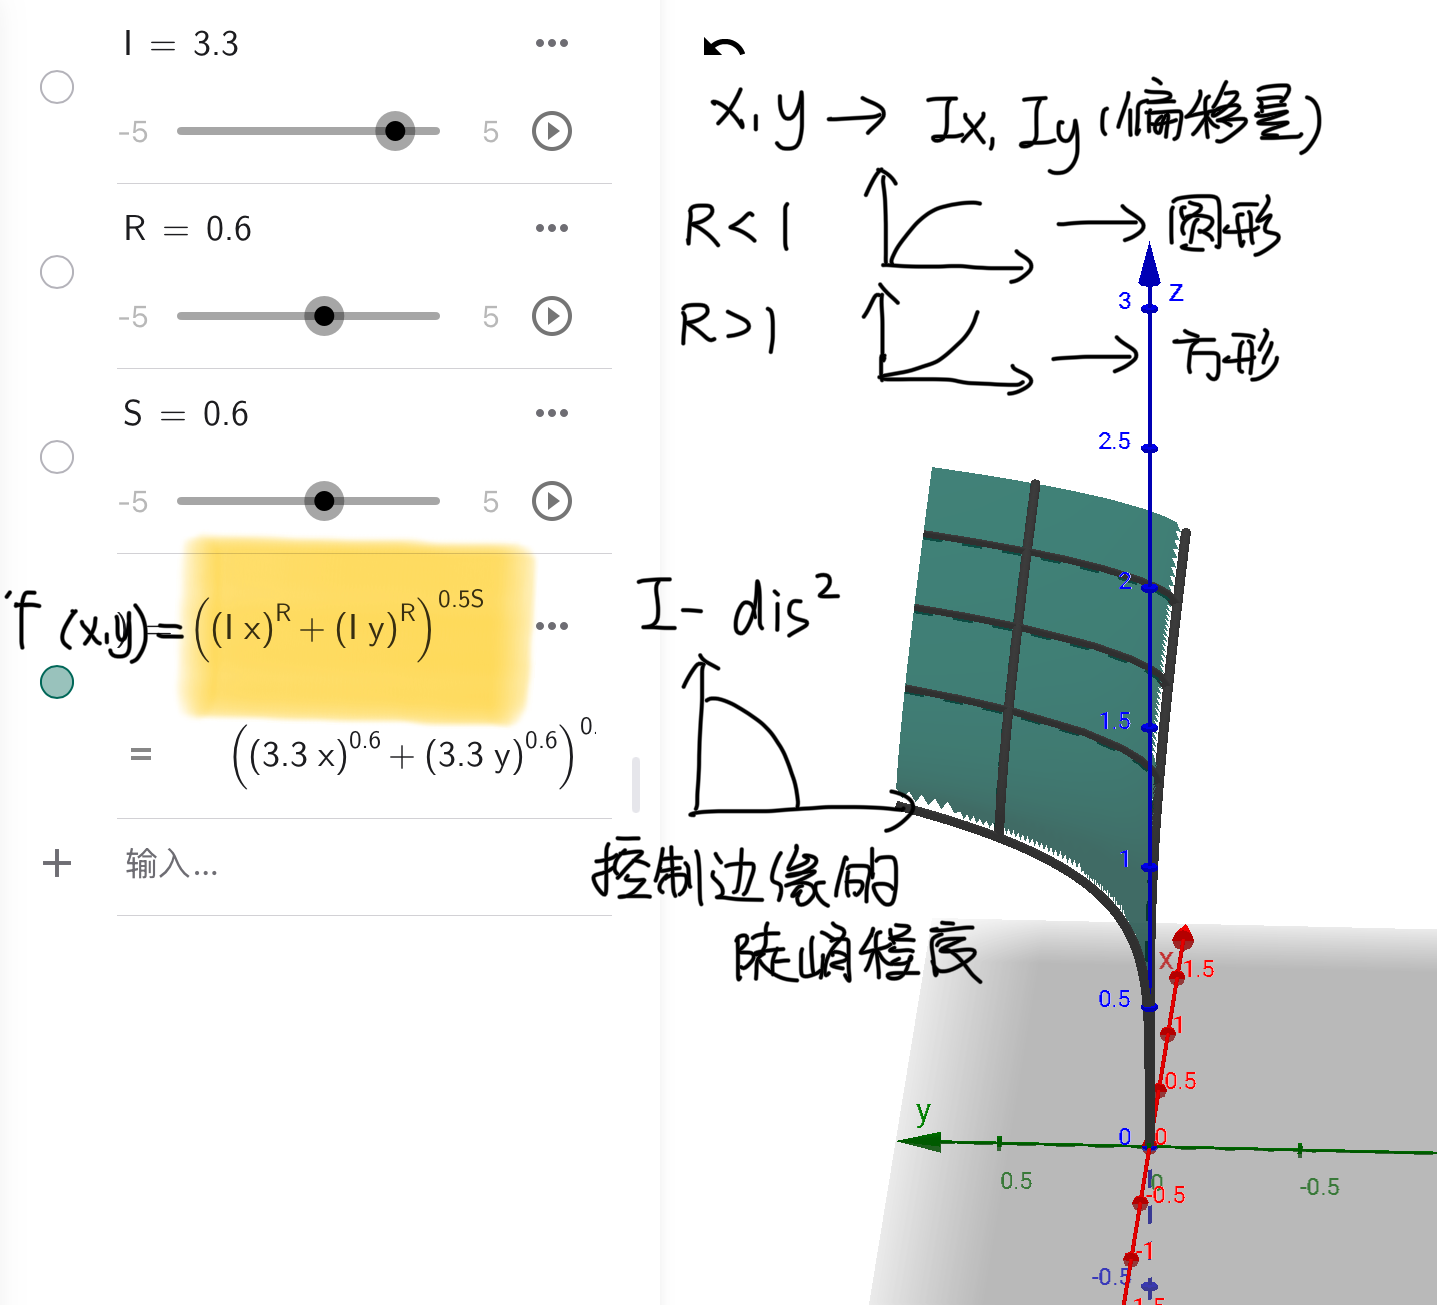 I = 3.3
-5 5
R = 0.6
-5 5
S = 0.6
-5 5
f (x,y) = ((I x)^R + (I y)^R)^0.5S
= ((3.3 x)^0.6 + (3.3 y)^0.6)^0.
输入...
x, y → Ix, Iy (偏移量)
R < 1 → 圆形
R > 1 → 方形
I - dis²
控制边缘的
陡峭程度
z
3
2.5
2
1.5
1
0.5
0
-0.5
x
1.5
1
0.5
0
-0.5
-1
1.5
y
0.5
-0.5